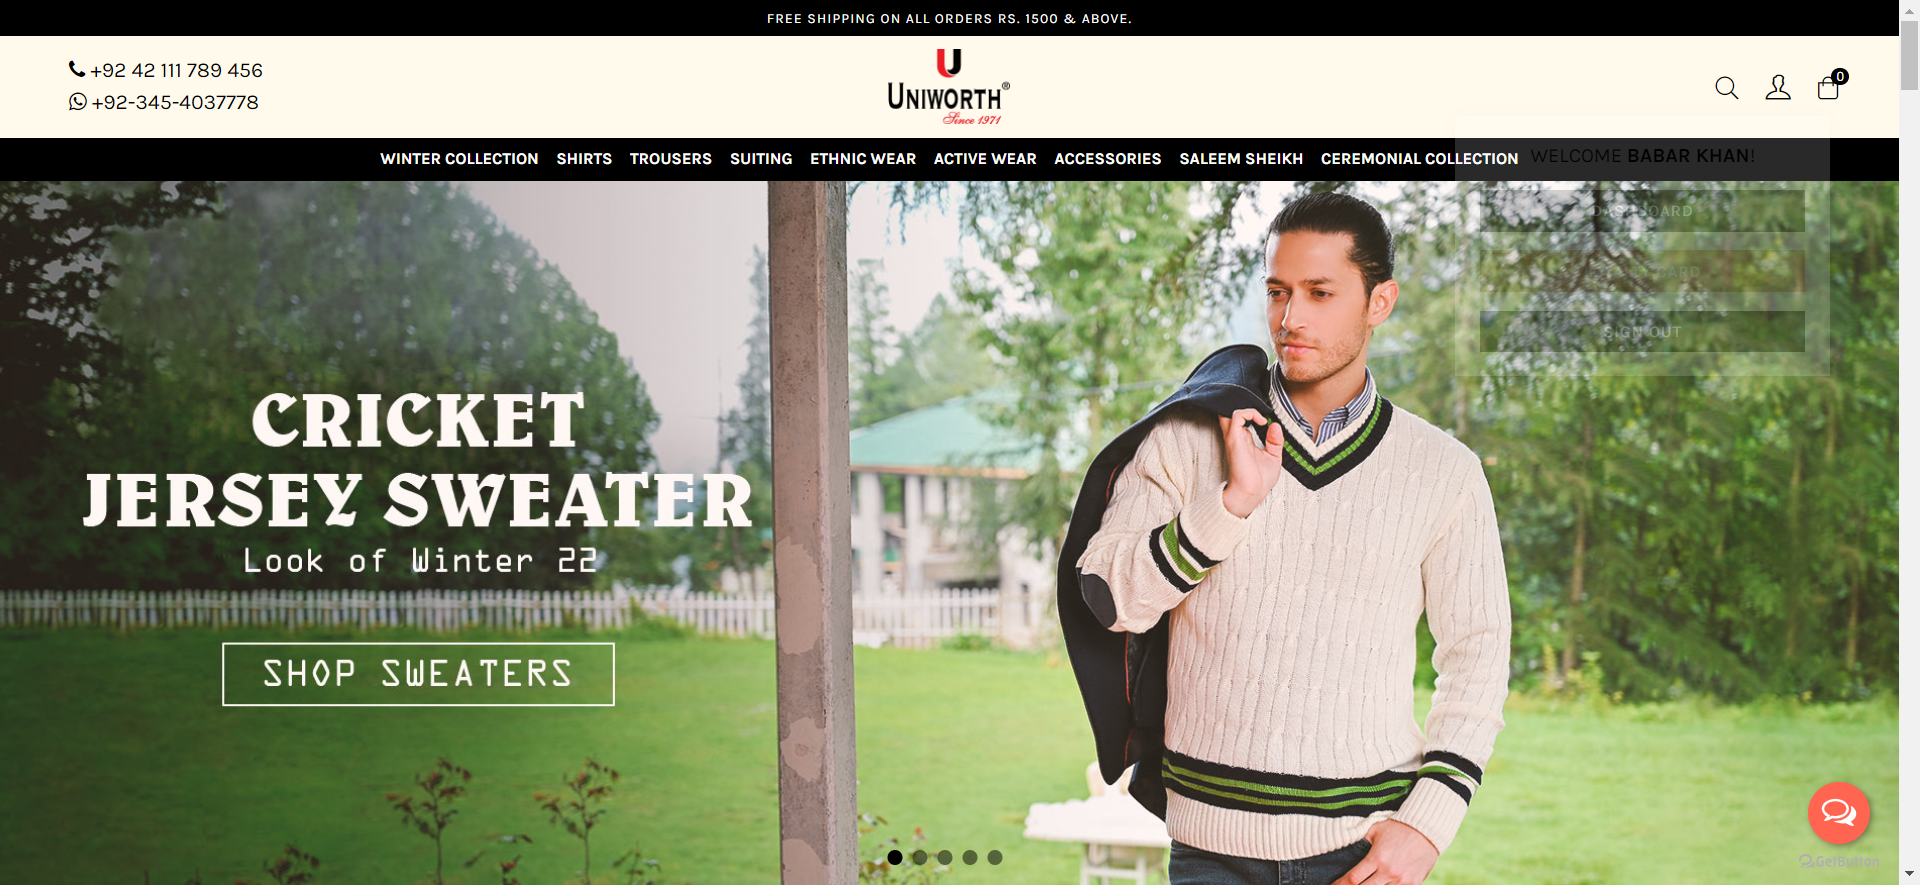 FREE SHIPPING ON ALL ORDERS RS. 1500 & ABOVE.
+92 42 111 789 456
+92-345-4037778
UNIWORTH®
Since 1971
0
WINTER COLLECTION SHIRTS TROUSERS SUITING ETHNIC WEAR ACTIVE WEAR ACCESSORIES SALEEM SHEIKH CEREMONIAL COLLECTION
WELCOME BABAR KHAN!
DASHBOARD
SIGN OUT
CRICKET
JERSEY SWEATER
Look of Winter 22
SHOP SWEATERS
GetButton